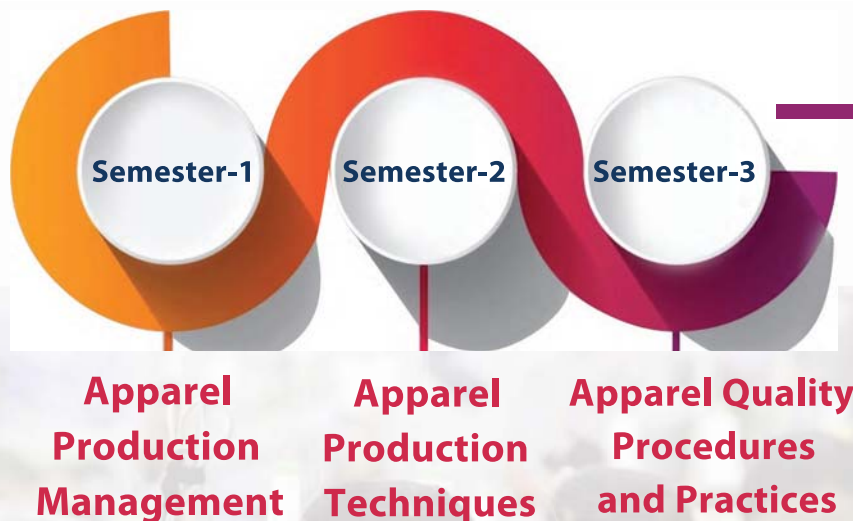 Semester-1
Semester-2
Semester-3
Apparel
Production
Management
Apparel
Production
Techniques
Apparel Quality
Procedures
and Practices